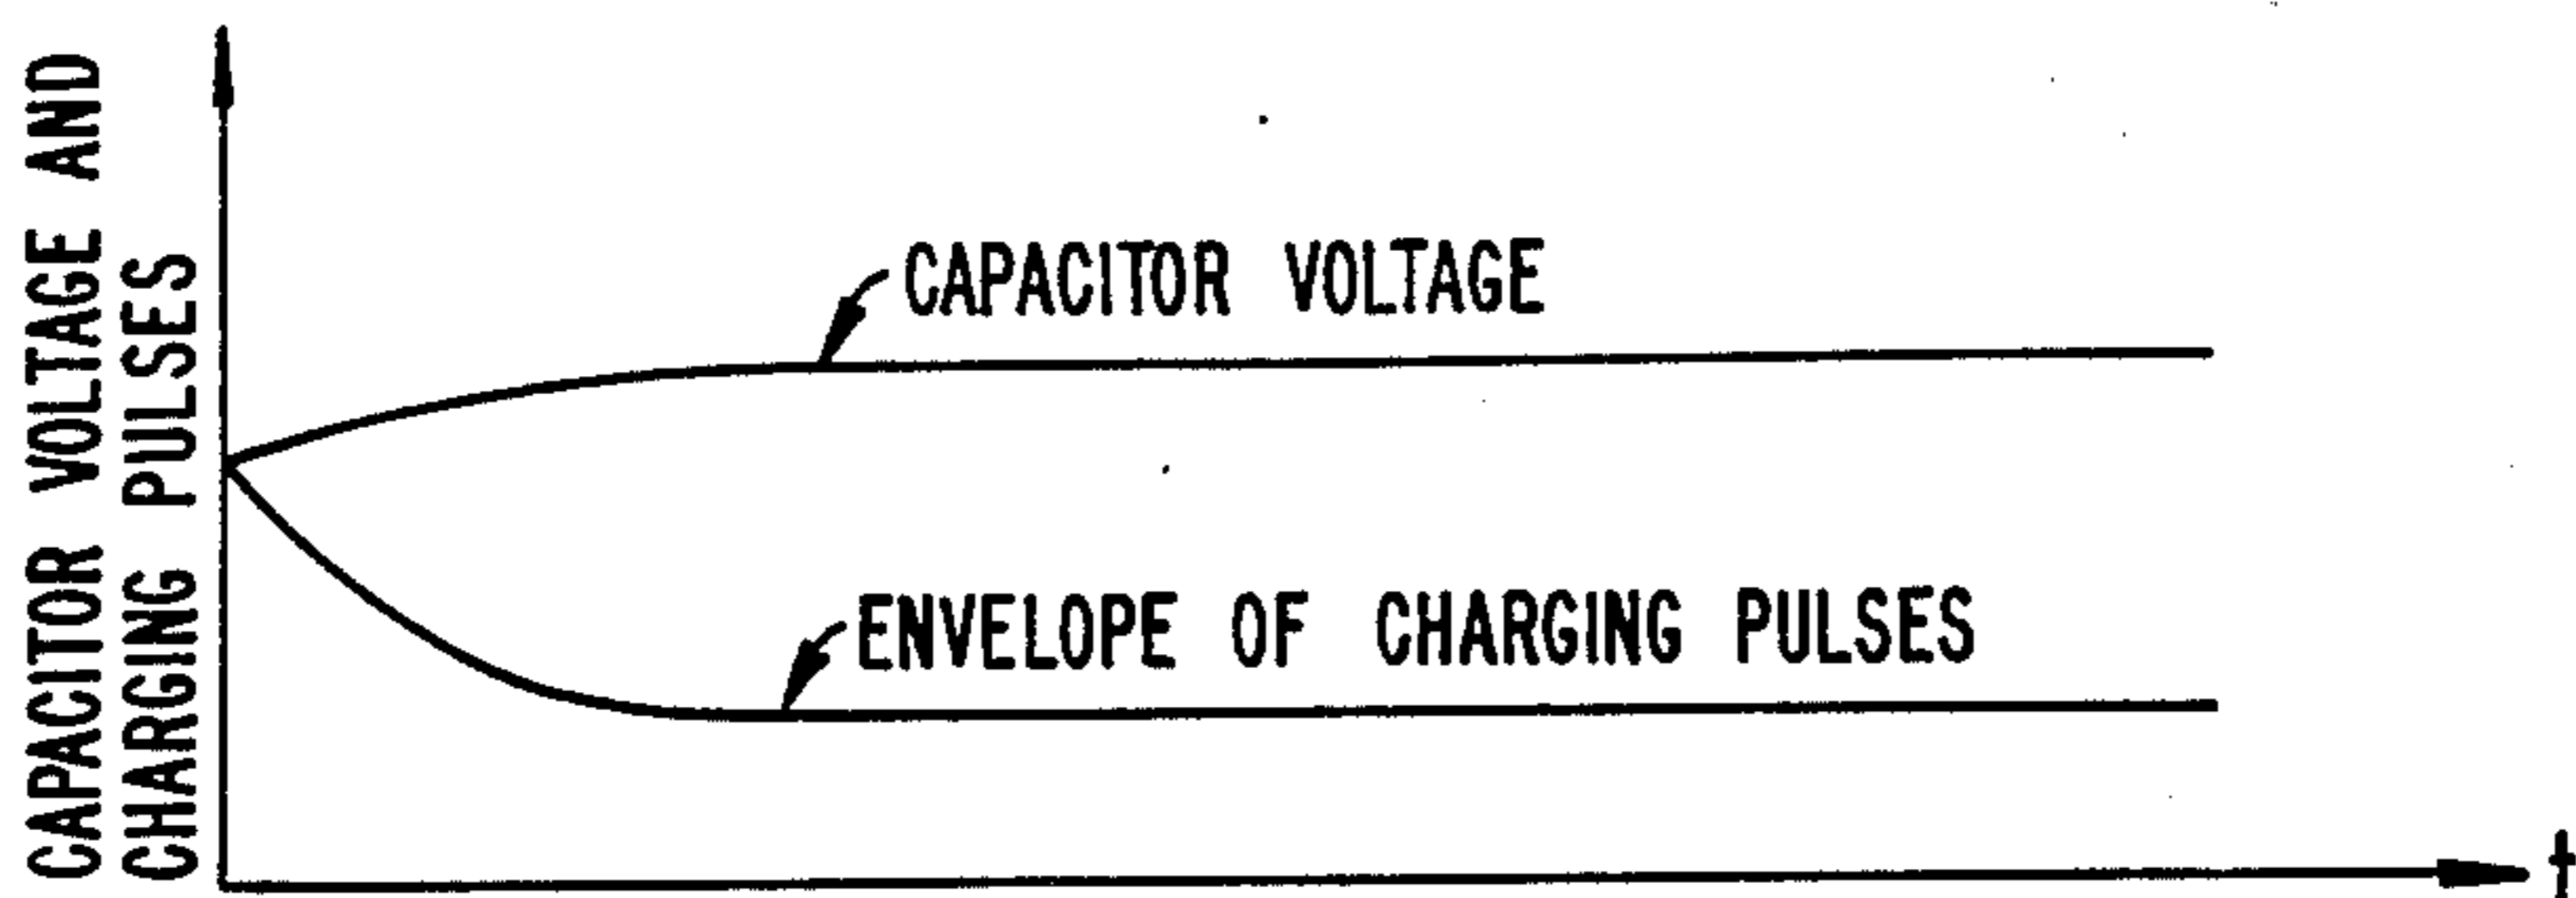 CAPACITOR VOLTAGE AND
CHARGING PULSES
CAPACITOR VOLTAGE
ENVELOPE OF CHARGING PULSES
t